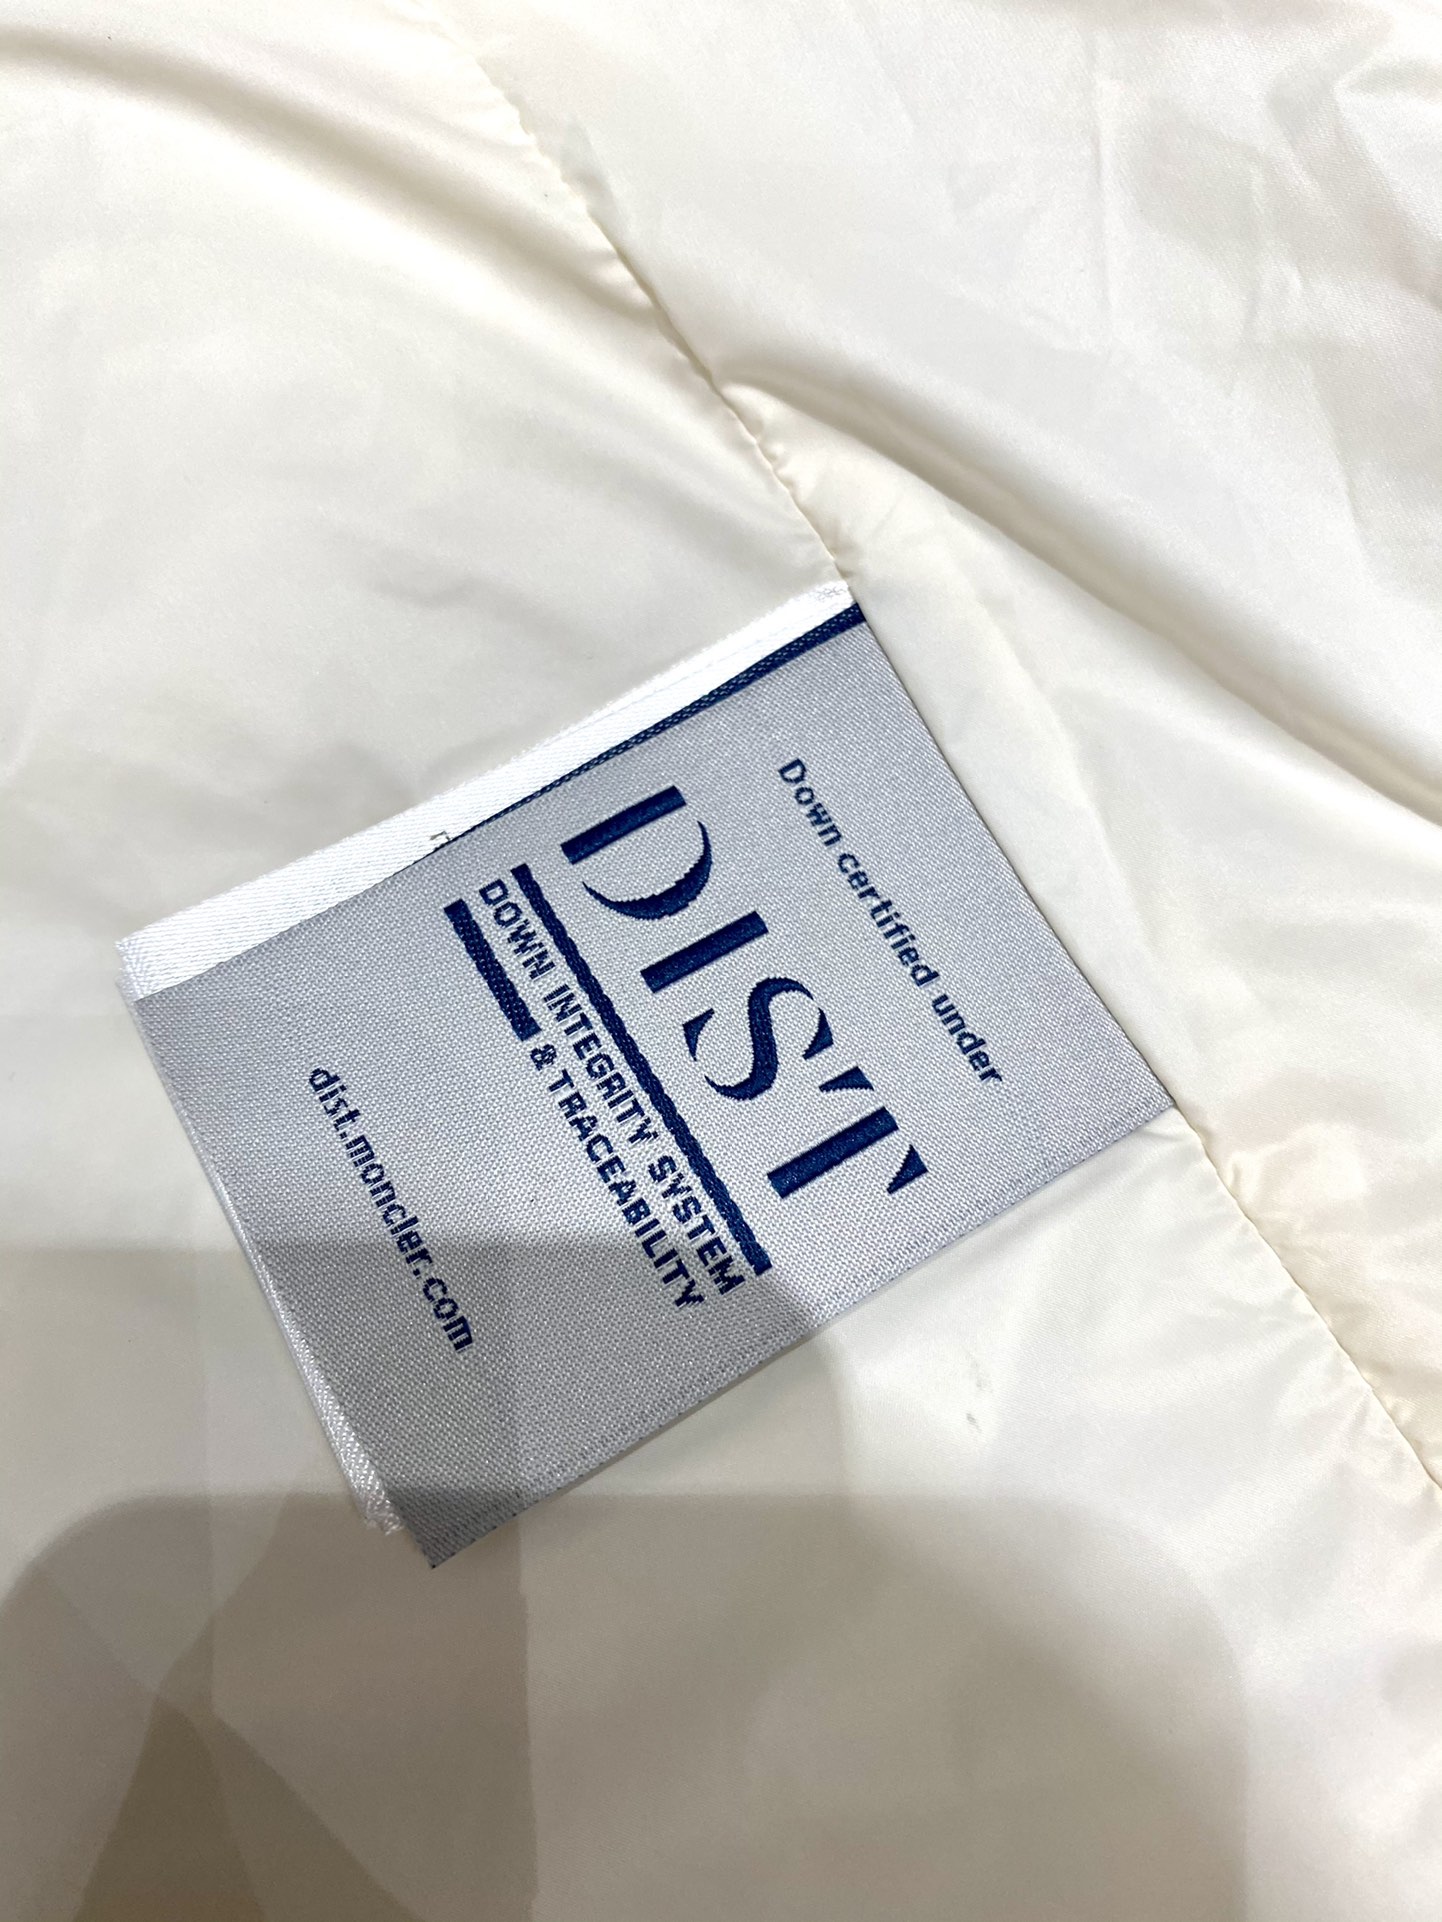 Down certified under
DIST
DOWN INTEGRITY SYSTEM
& TRACEABILITY
dist.moncler.com